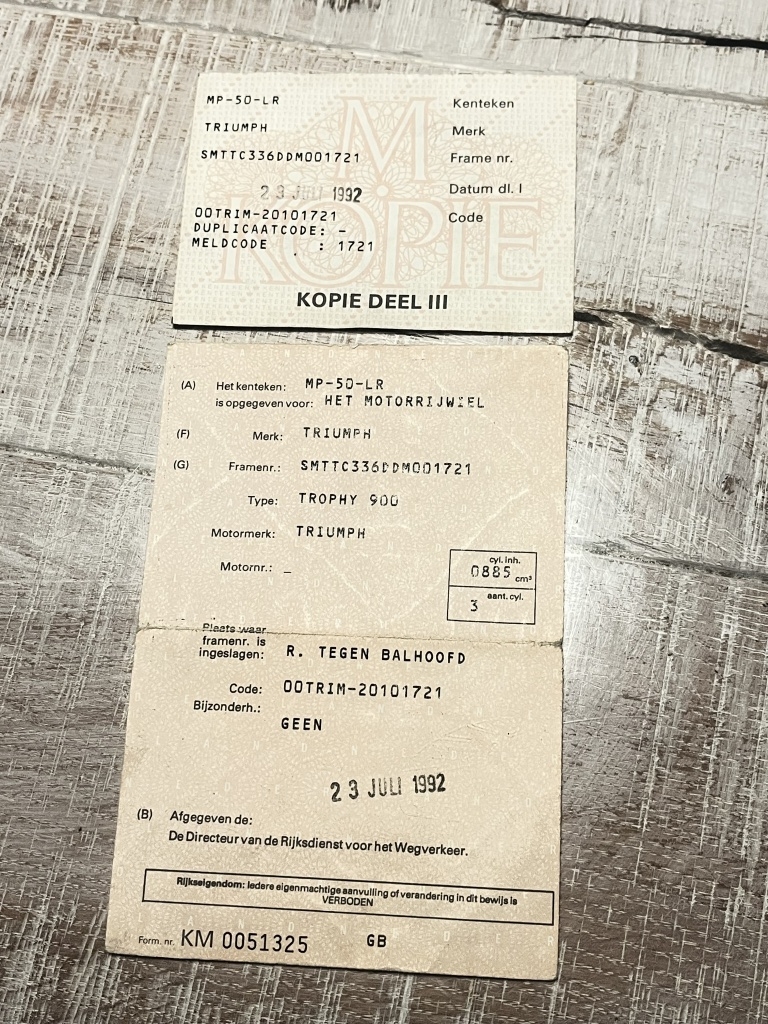 MP-50-LR Kenteken
TRIUMPH Merk
SMTTC336DDM001721 Frame nr.
23 JULI 1992 Datum dl. I
OOTRIM-20101721 Code
DUPLICAATCODE: -
MELDCODE : 1721
M
KOPIE
KOPIE DEEL III
(A) Het kenteken: MP-50-LR
is opgegeven voor: HET MOTORRIJWIEL
(F) Merk: TRIUMPH
(G) Framenr.: SMTTC336DDM001721
Type: TROPHY 900
Motormerk: TRIUMPH
Motornr.: _
cyl. inh.
0885 cm³
aant. cyl.
3
Plaats waar
framenr. is
ingeslagen: R. TEGEN BALHOOFD
Code: OOTRIM-20101721
Bijzonderh.:
GEEN
23 JULI 1992
(B) Afgegeven de:
De Directeur van de Rijksdienst voor het Wegverkeer.
Rijkseigendom: Iedere eigenmachtige aanvulling of verandering in dit bewijs is
VERBODEN
Form. nr. KM 0051325 GB